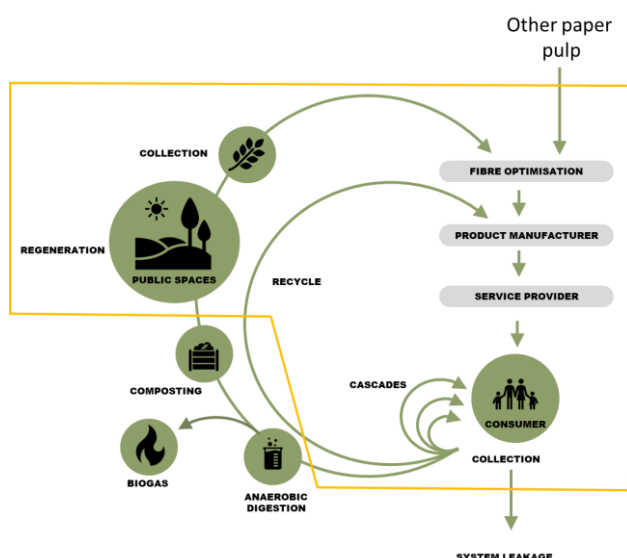 Other paper
pulp
COLLECTION
FIBRE OPTIMISATION
PRODUCT MANUFACTURER
REGENERATION
PUBLIC SPACES
RECYCLE
SERVICE PROVIDER
COMPOSTING
CASCADES
CONSUMER
COLLECTION
BIOGAS
ANAEROBIC
DIGESTION
SYSTEM LEAKAGE